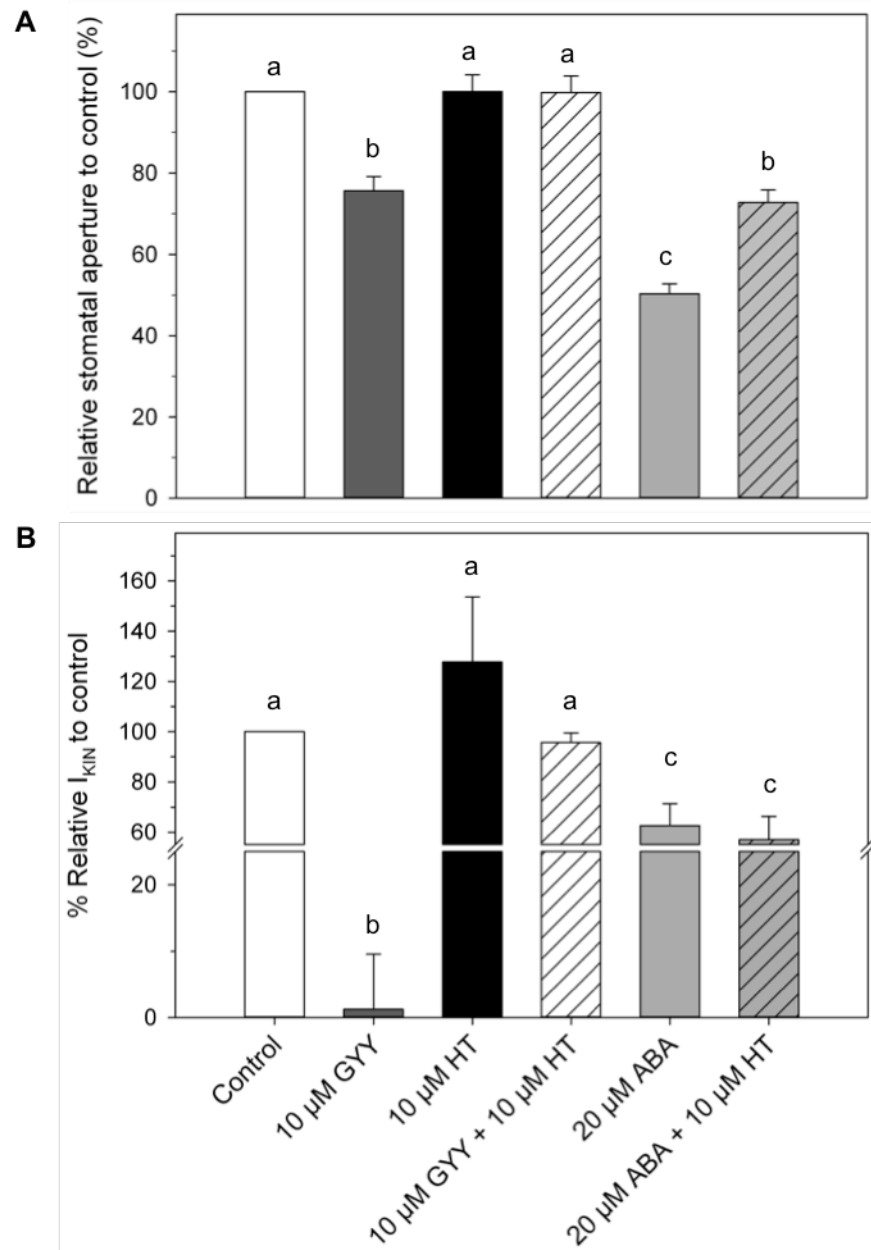 A
Relative stomatal aperture to control (%)
100
80
60
40
20
0
a
b
a
a
c
b
B
% Relative I_KIN to control
160
140
120
100
80
60
20
0
a
b
a
a
c
c
Control
10 µM GYY
10 µM HT
10 µM GYY + 10 µM HT
20 µM ABA
20 µM ABA + 10 µM HT